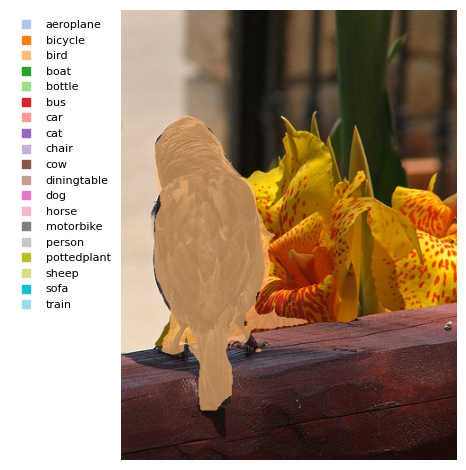 aeroplane
bicycle
bird
boat
bottle
bus
car
cat
chair
cow
diningtable
dog
horse
motorbike
person
pottedplant
sheep
sofa
train